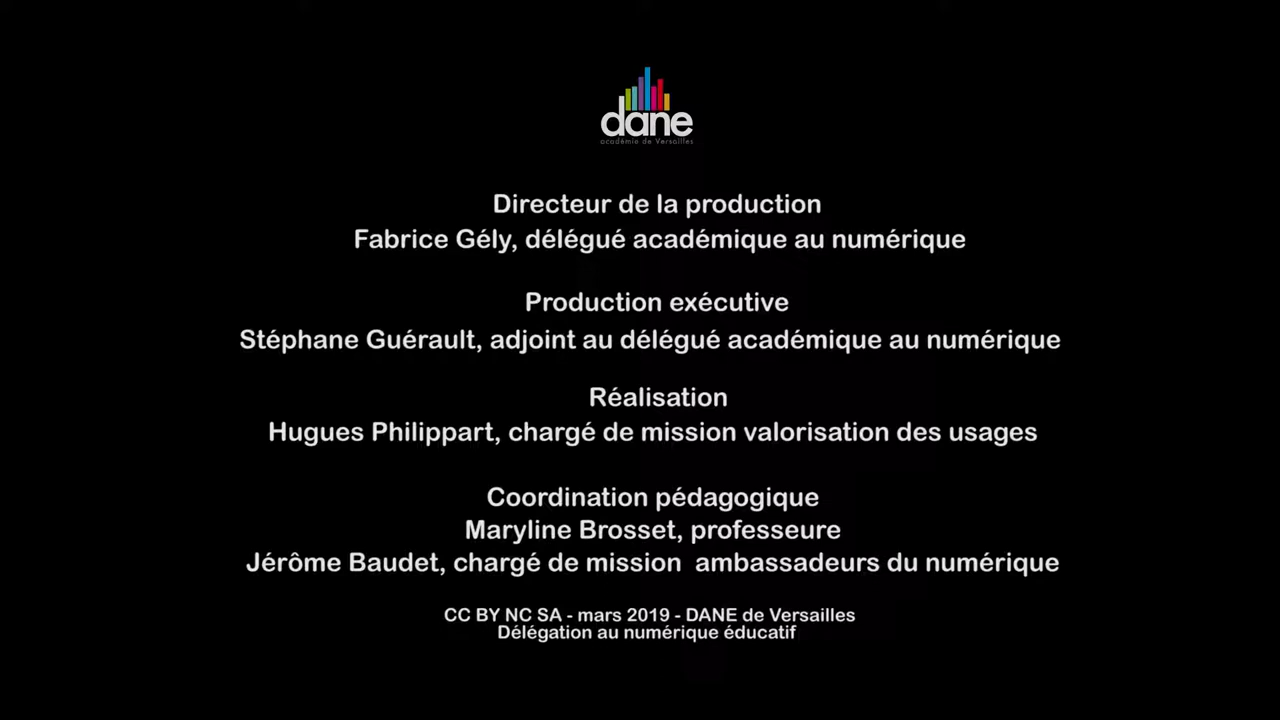 dane
académie de Versailles
Directeur de la production
Fabrice Gély, délégué académique au numérique
Production exécutive
Stéphane Guérault, adjoint au délégué académique au numérique
Réalisation
Hugues Philippart, chargé de mission valorisation des usages
Coordination pédagogique
Maryline Brosset, professeure
Jérôme Baudet, chargé de mission  ambassadeurs du numérique
CC BY NC SA - mars 2019 - DANE de Versailles
Délégation au numérique éducatif